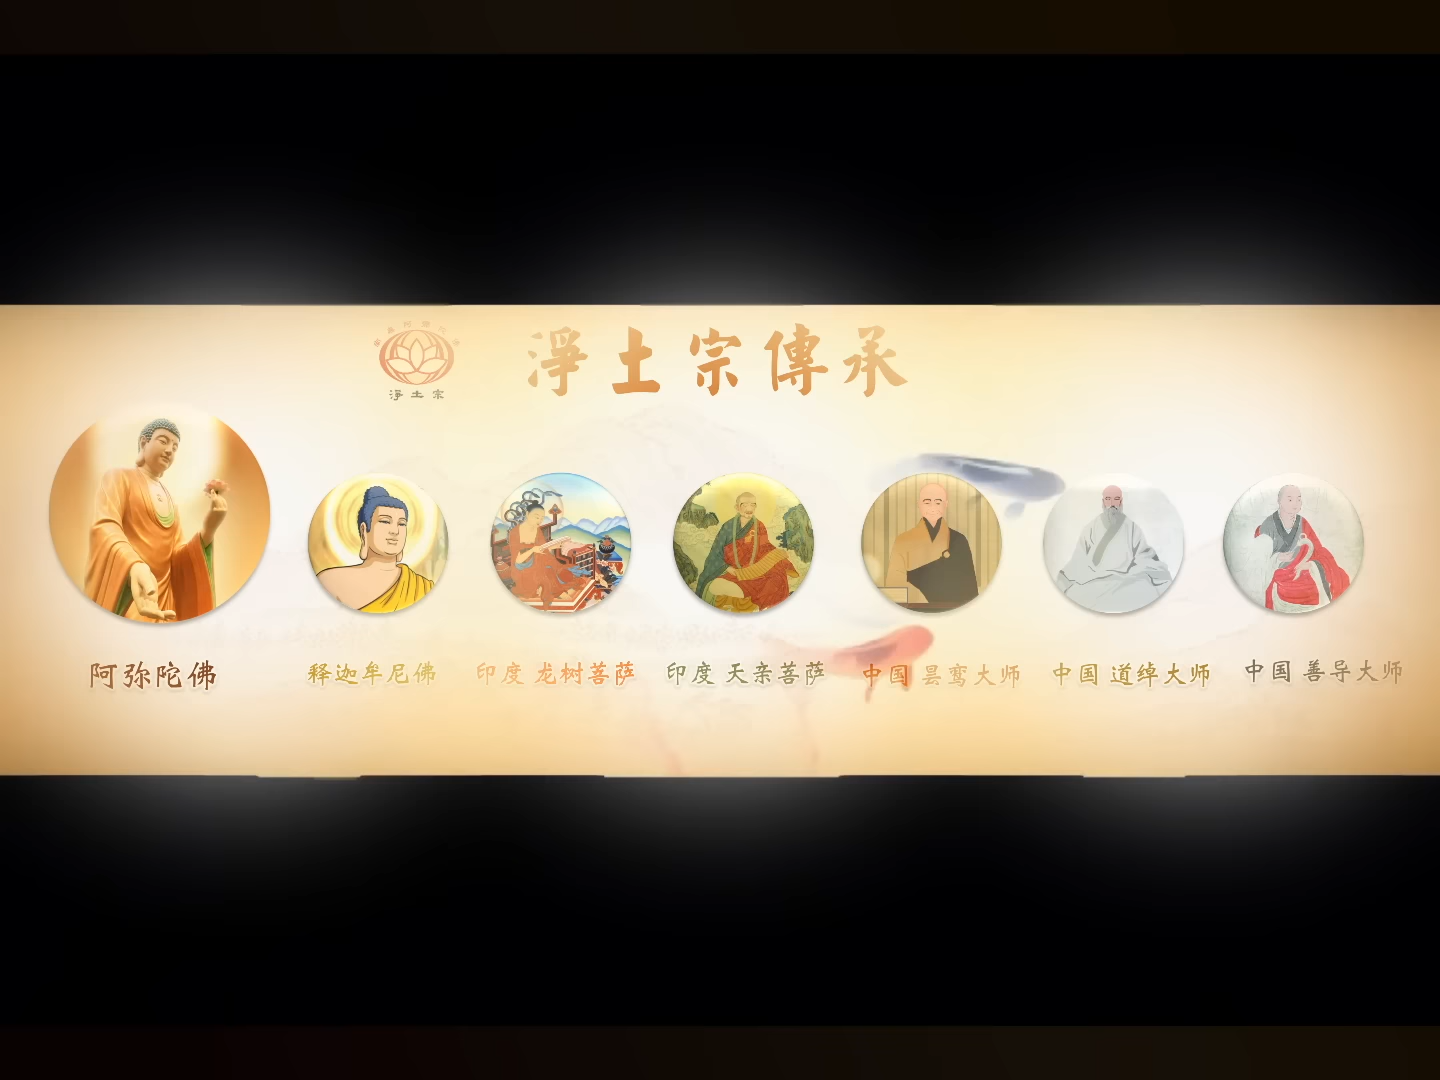 淨土宗傳承
淨土宗
阿弥陀佛
释迦牟尼佛
印度 龙树菩萨
印度 天亲菩萨
中国 昙鸾大师
中国 道绰大师
中国 善导大师